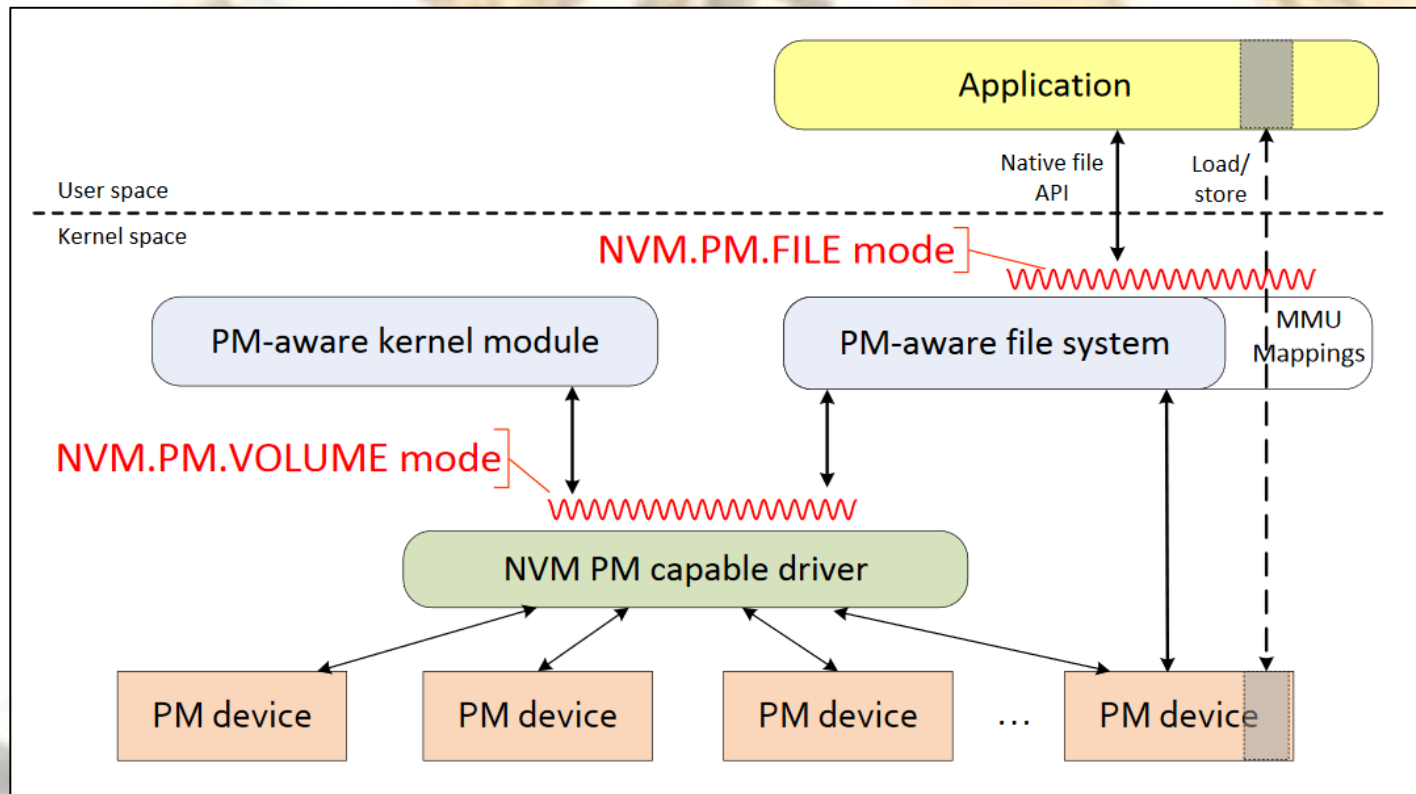 Application
Native file
API
Load/
store
User space
Kernel space
NVM.PM.FILE mode
PM-aware kernel module
PM-aware file system
MMU
Mappings
NVM.PM.VOLUME mode
NVM PM capable driver
PM device
PM device
PM device
...
PM device